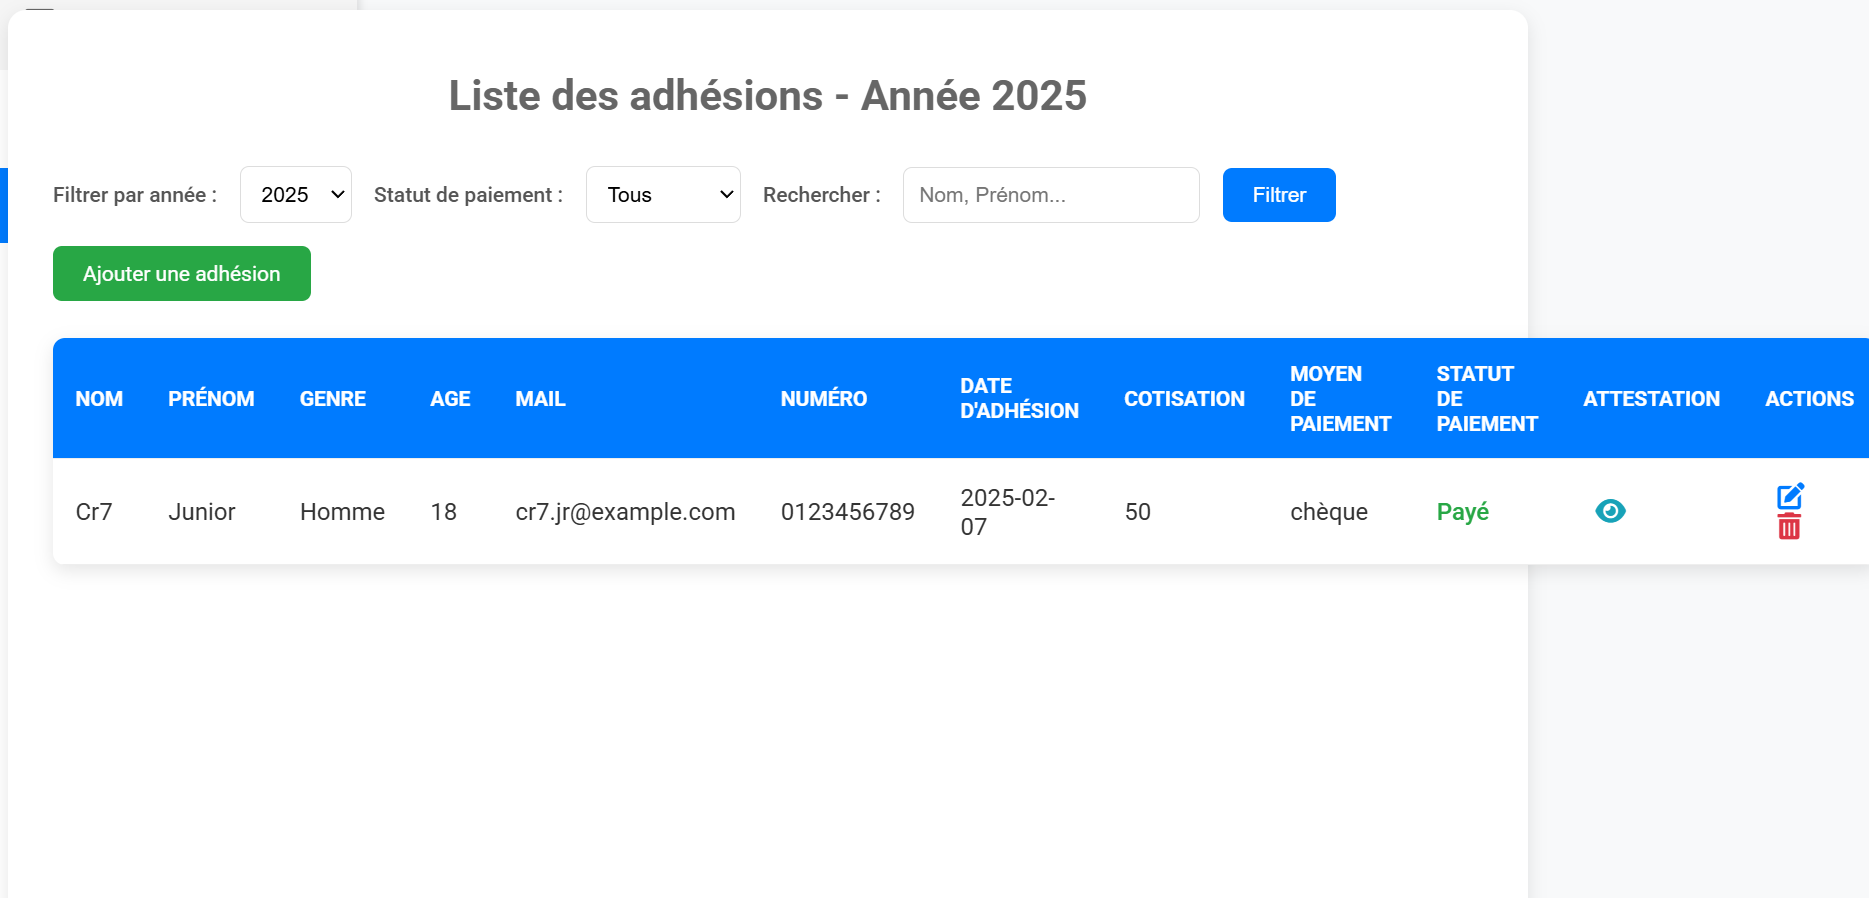 Liste des adhésions - Année 2025
Filtrer par année : 2025 Statut de paiement : Tous Rechercher : Nom, Prénom... Filtrer
Ajouter une adhésion
NOM PRÉNOM GENRE AGE MAIL NUMÉRO DATE D'ADHÉSION COTISATION MOYEN DE PAIEMENT STATUT DE PAIEMENT ATTESTATION ACTIONS
Cr7 Junior Homme 18 cr7.jr@example.com 0123456789 2025-02-07 50 chèque Payé